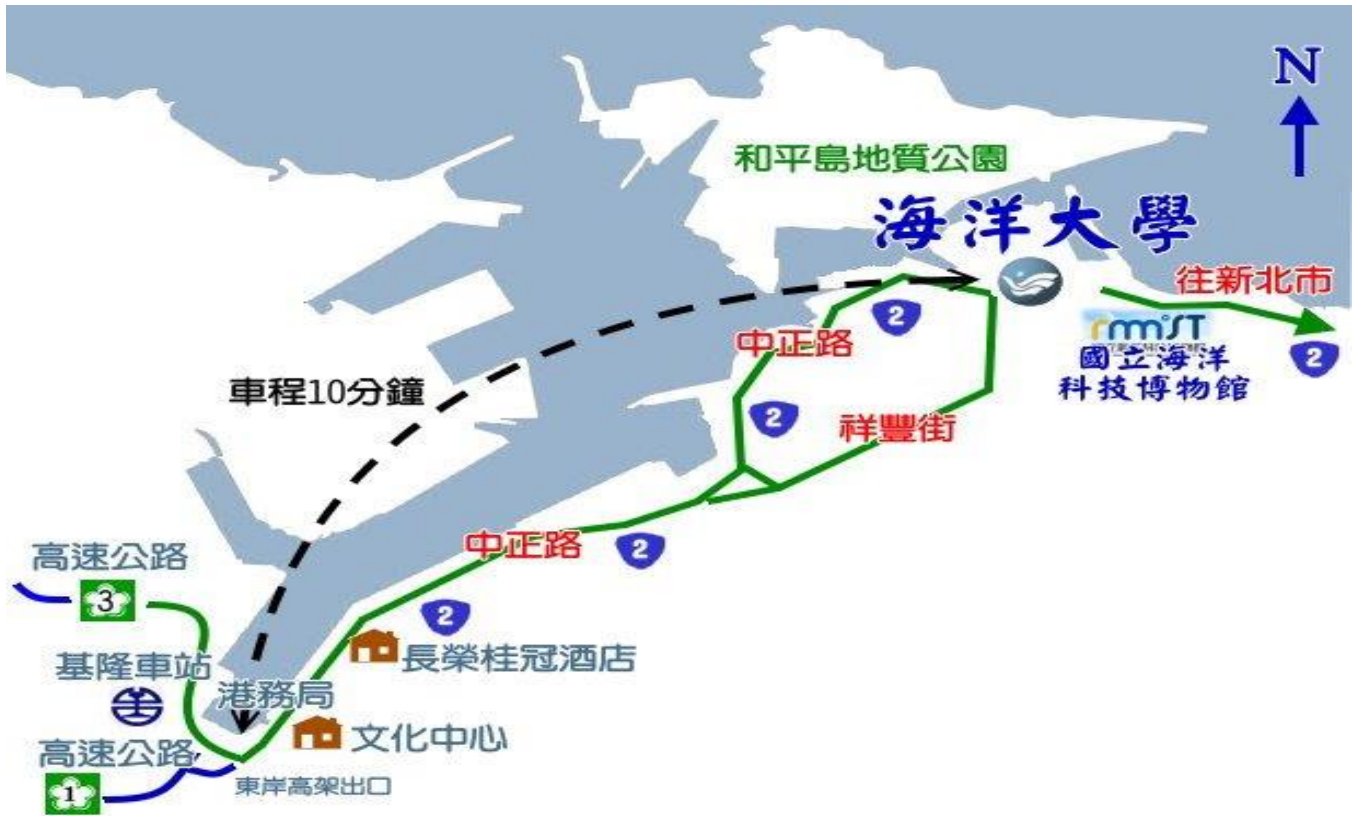 N
和平島地質公園
海洋大學
往新北市
2
中正路
rmmist
國立海洋
科技博物館
2
車程10分鐘
2
祥豐街
中正路
2
高速公路
3
2
基隆車站
長榮桂冠酒店
港務局
文化中心
高速公路
東岸高架出口
1